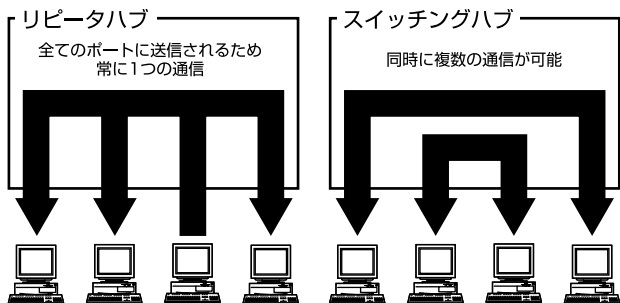 リピータハブ
全てのポートに送信されるため
常に1つの通信
スイッチングハブ
同時に複数の通信が可能